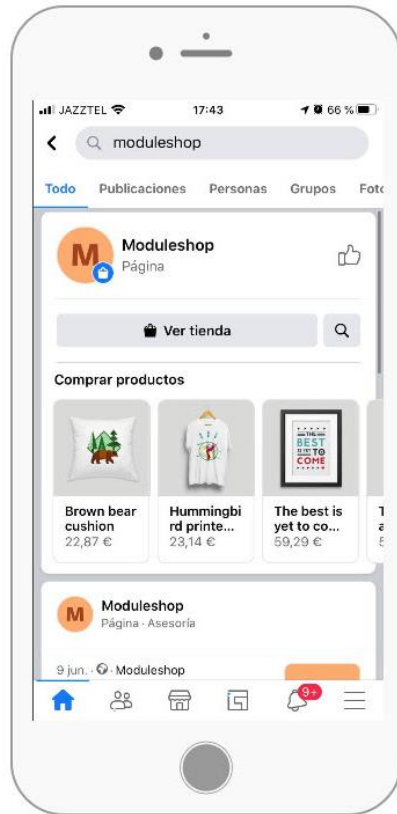 JAZZTEL 17:43 66 %
moduleshop
Todo Publicaciones Personas Grupos Foto
M
Moduleshop
Página
Ver tienda
Comprar productos
THE
BEST
IS YET TO
COME
Brown bear
cushion
22,87 €
Hummingbi
rd printe...
23,14 €
The best is
yet to co...
59,29 €
M
Moduleshop
Página · Asesoría
9 jun. · Moduleshop
9+